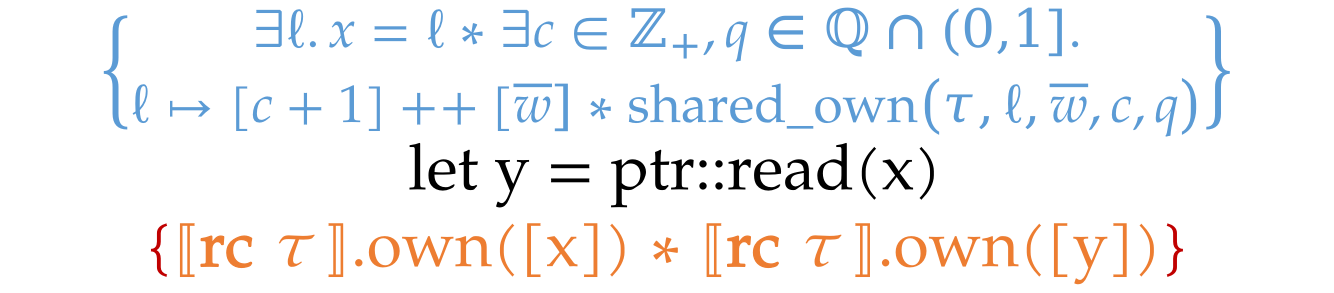 {∃ℓ. x = ℓ ∗ ∃c ∈ ℤ₊, q ∈ ℚ ∩ (0,1].
ℓ ↦ [c + 1] ++ [w̅] ∗ shared_own(τ, ℓ, w̅, c, q)}
let y = ptr::read(x)
{⟦rc τ⟧.own([x]) ∗ ⟦rc τ⟧.own([y])}